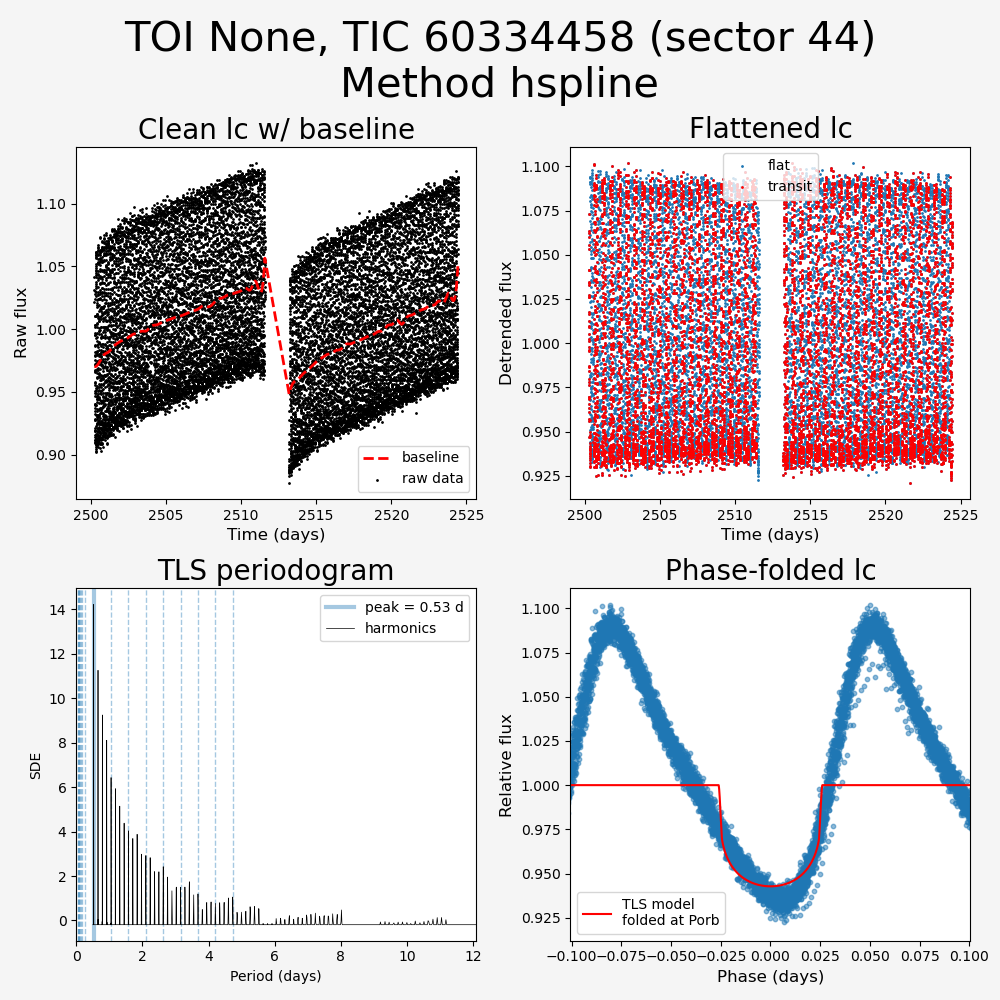 TOI None, TIC 60334458 (sector 44)
Method hspline
Clean lc w/ baseline
Raw flux
1.10
1.05
1.00
0.95
0.90
baseline
raw data
2500
2505
2510
2515
2520
2525
Time (days)
Flattened lc
Detrended flux
1.100
1.075
1.050
1.025
1.000
0.975
0.950
0.925
flat
transit
2500
2505
2510
2515
2520
2525
Time (days)
TLS periodogram
SDE
14
12
10
8
6
4
2
0
peak = 0.53 d
harmonics
0
2
4
6
8
10
12
Period (days)
Phase-folded lc
Relative flux
1.100
1.075
1.050
1.025
1.000
0.975
0.950
0.925
TLS model
folded at Porb
−0.100
−0.075
−0.050
−0.025
0.000
0.025
0.050
0.075
0.100
Phase (days)